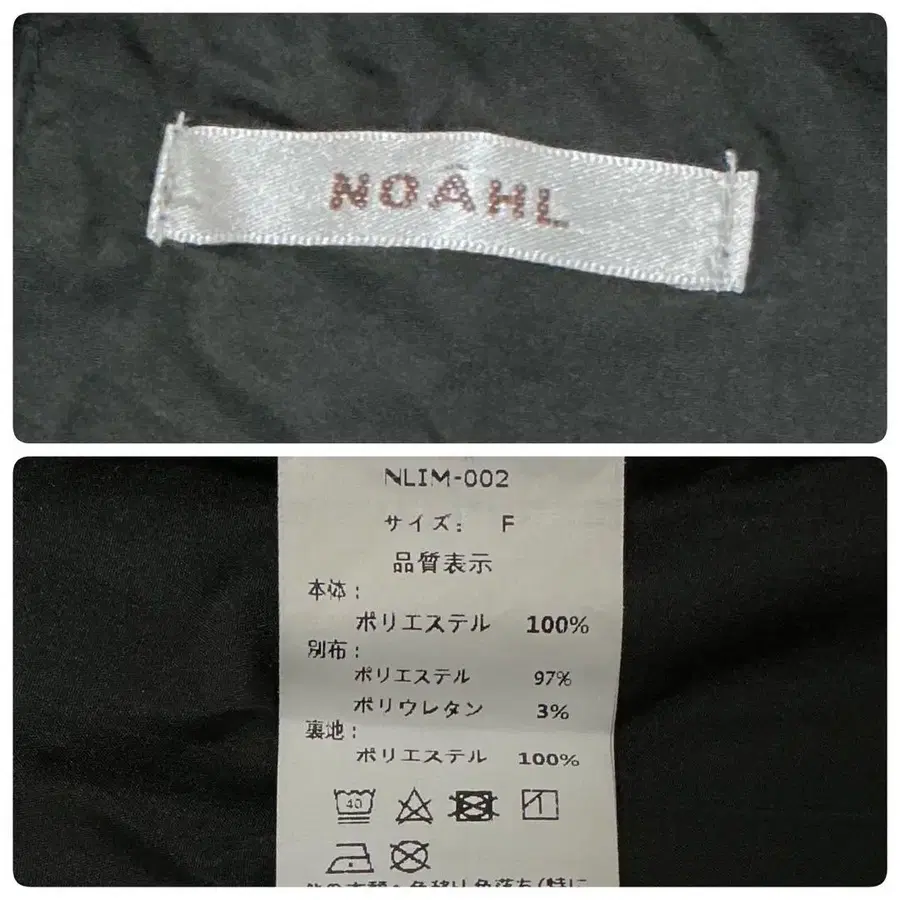 NOÂHL
NLIM-002
サイズ： F
品質表示
本体：
ポリエステル 100%
別布：
ポリエステル 97%
ポリウレタン 3%
裏地：
ポリエステル 100%
40